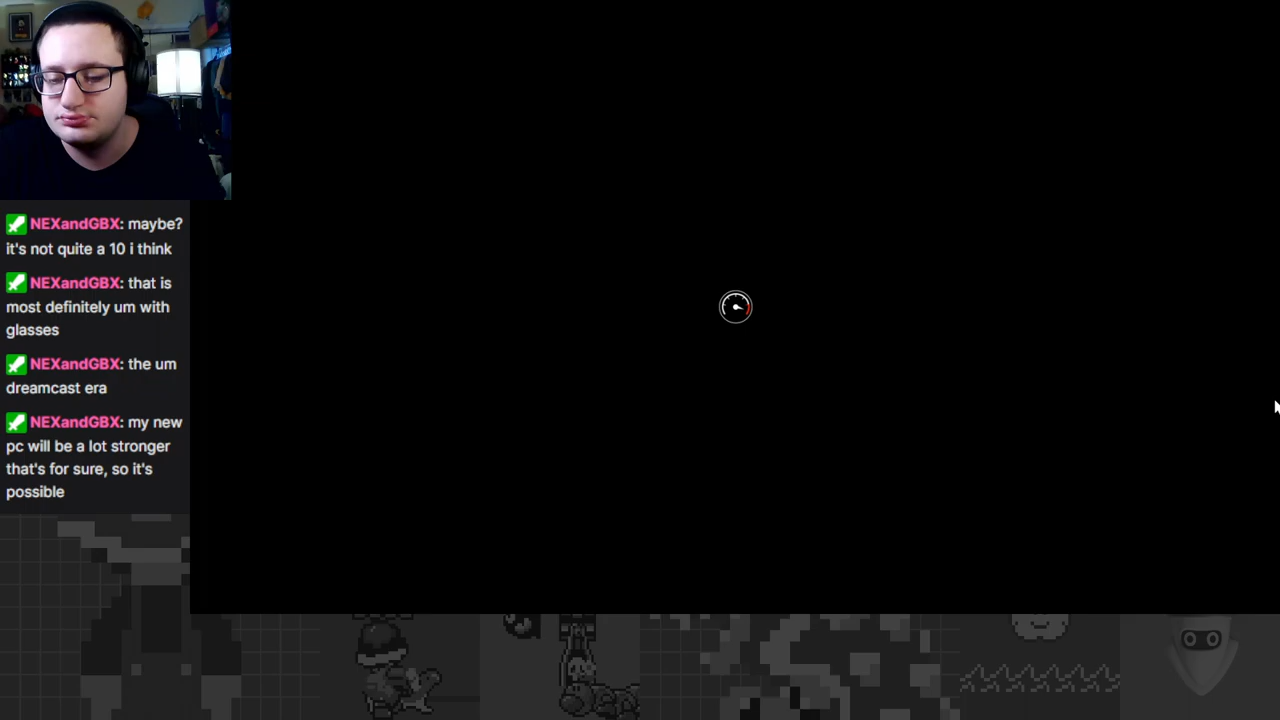 NEXandGBX: maybe?
it's not quite a 10 i think
NEXandGBX: that is
most definitely um with
glasses
NEXandGBX: the um
dreamcast era
NEXandGBX: my new
pc will be a lot stronger
that's for sure, so it's
possible